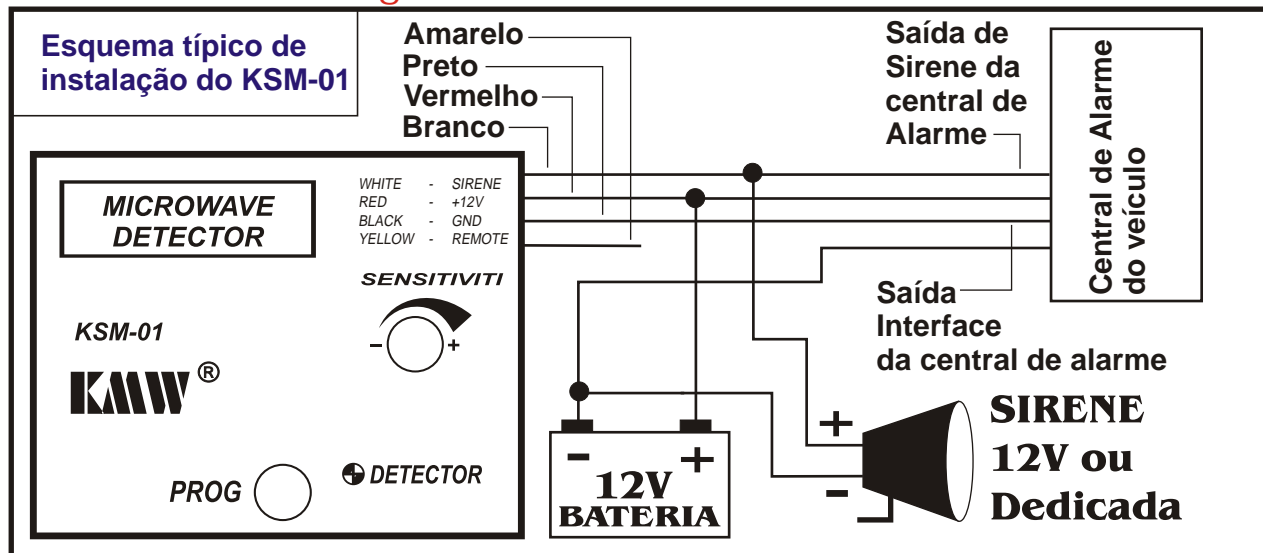 Esquema típico de
instalação do KSM-01
Amarelo
Preto
Vermelho
Branco
Saída de
Sirene da
central de
Alarme
Central de Alarme
do veículo
MICROWAVE
DETECTOR
WHITE - SIRENE
RED - +12V
BLACK - GND
YELLOW - REMOTE
SENSITIVITI
- +
KSM-01
KMW ®
PROG
DETECTOR
Saída
Interface
da central de alarme
- +
12V
BATERIA
+
-
SIRENE
12V ou
Dedicada